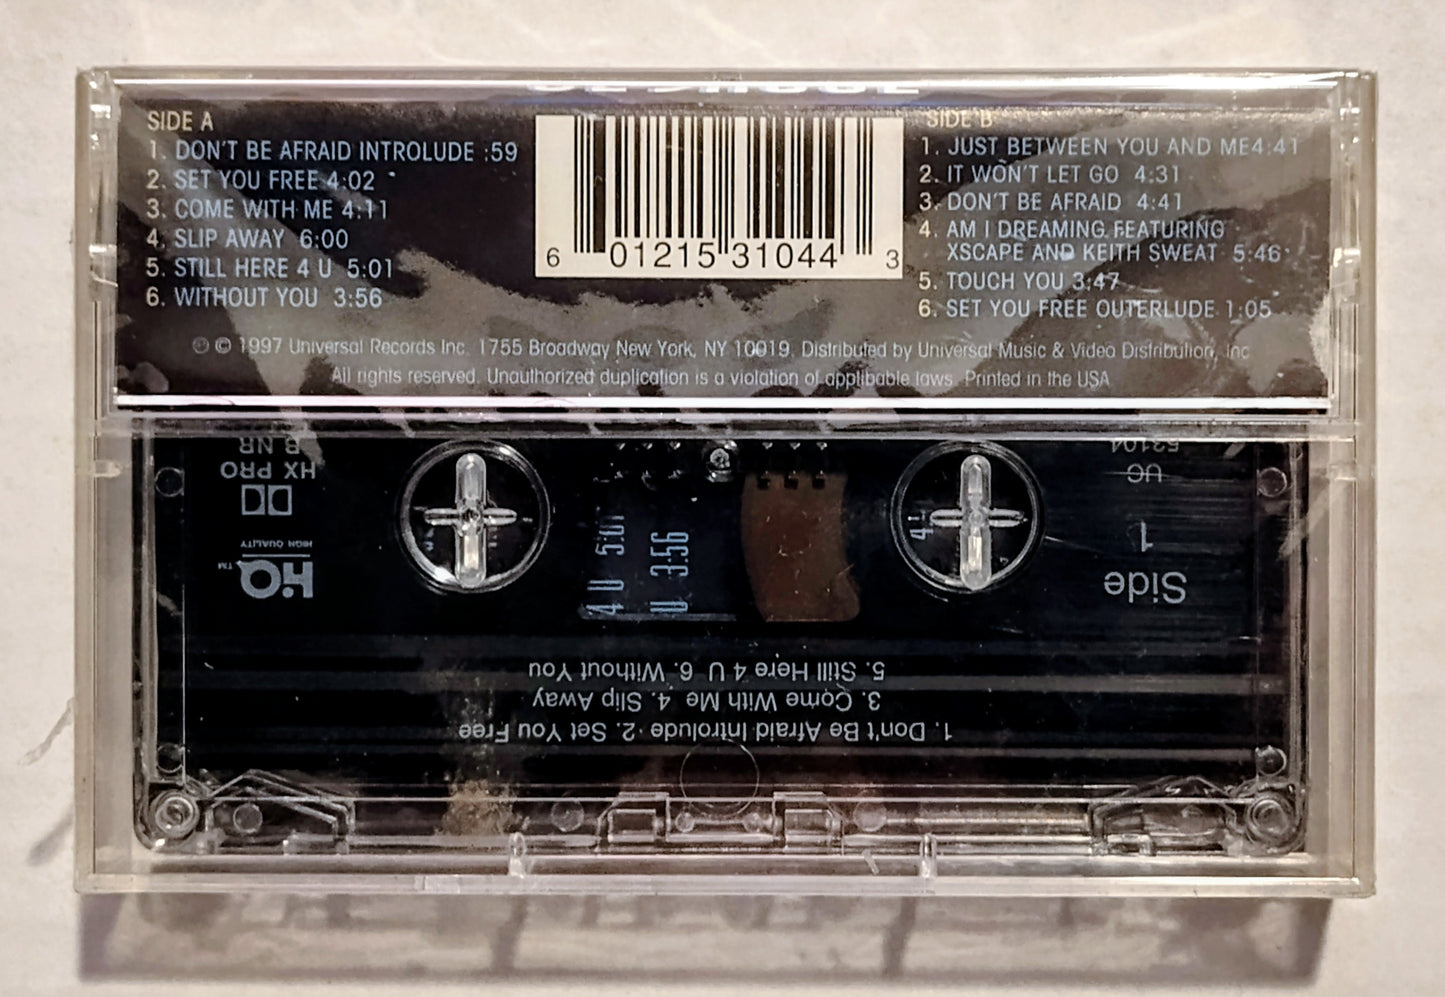 SIDE A
1. DON'T BE AFRAID INTROLUDE :59
2. SET YOU FREE 4:02
3. COME WITH ME 4:11
4. SLIP AWAY 6:00
5. STILL HERE 4 U 5:01
6. WITHOUT YOU 3:56
6 01215 31044 3
SIDE B
1. JUST BETWEEN YOU AND ME 4:41
2. IT WON'T LET GO 4:31
3. DON'T BE AFRAID 4:41
4. AM I DREAMING FEATURING
XSCAPE AND KEITH SWEAT 5:46
5. TOUCH YOU 3:47
6. SET YOU FREE OUTERLUDE 1:05
℗ © 1997 Universal Records Inc. 1755 Broadway New York, NY 10019. Distributed by Universal Music & Video Distribution, Inc
All rights reserved. Unauthorized duplication is a violation of applibable laws. Printed in the USA
1. Don't Be Afraid Introlude · 2. Set You Free
3. Come With Me 4. Slip Away
5. Still Here 4 U 6. Without You
Side
1
UC
53104
HQ™
HIGH QUALITY
HX PRO
B NR
4 U 5:01
U 3:56